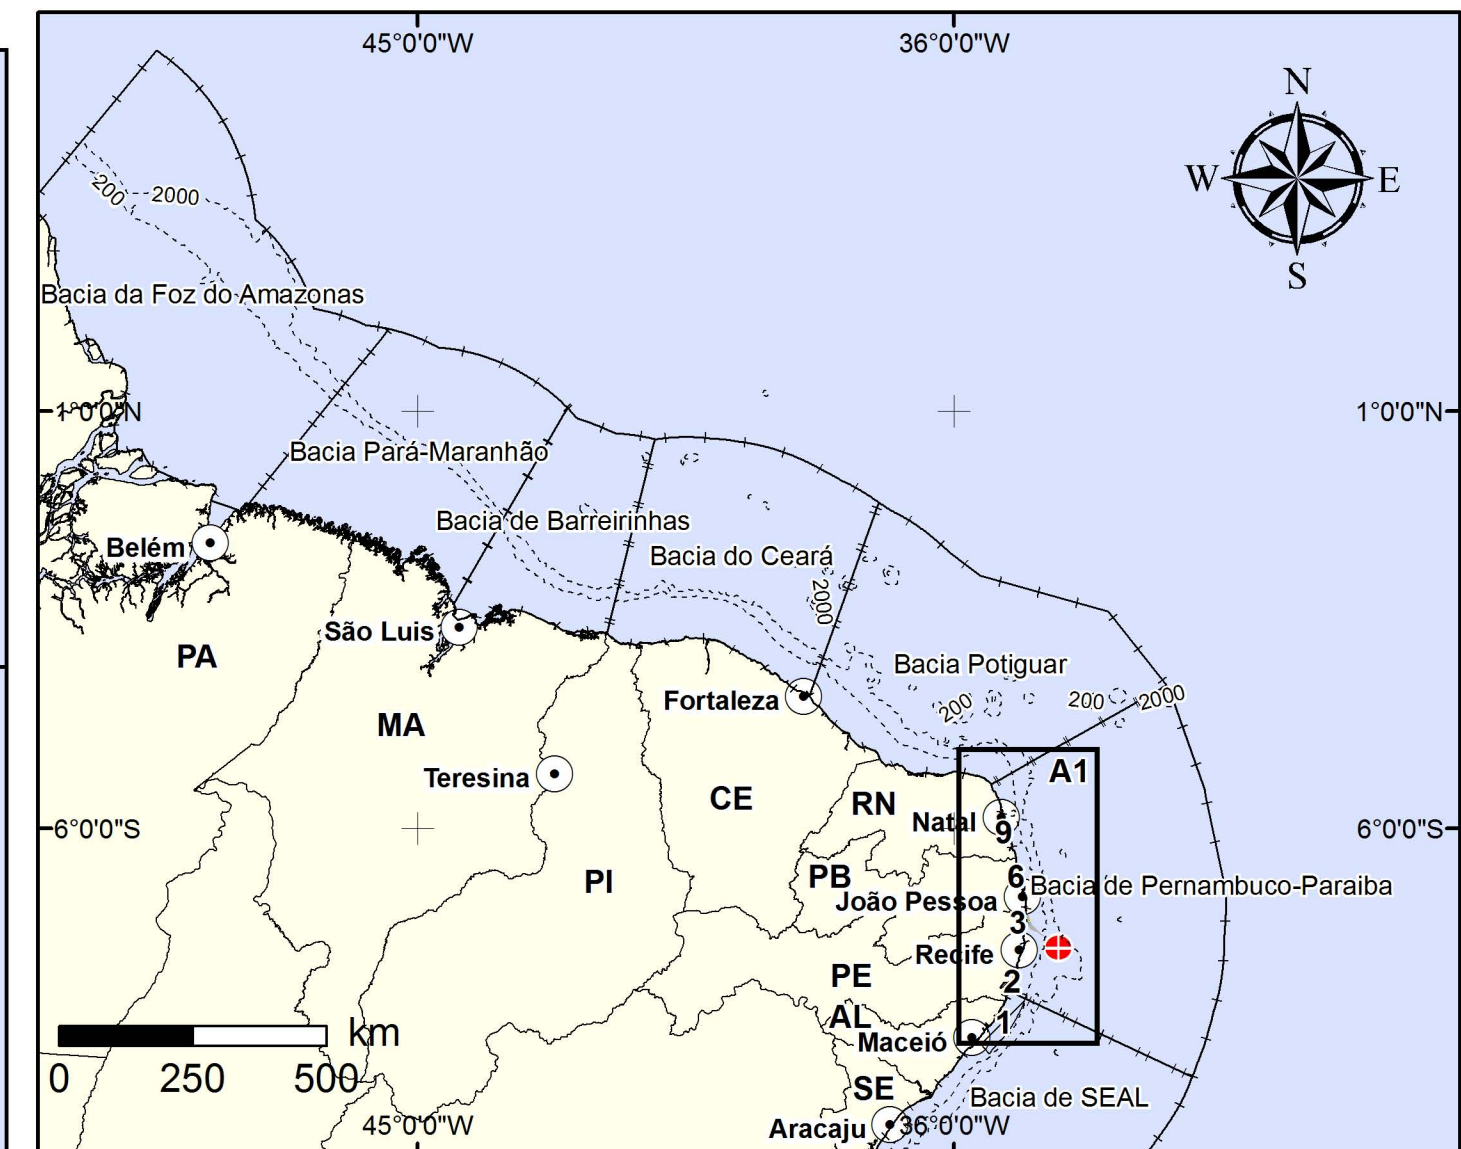 45°0'0"W
36°0'0"W
N
W
E
S
200
2000
Bacia da Foz do Amazonas
1°0'0"N
1°0'0"N
Bacia Pará-Maranhão
Bacia de Barreirinhas
Belém
Bacia do Ceará
2000
São Luis
PA
Bacia Potiguar
200
200
2000
Fortaleza
MA
Teresina
A1
CE
RN
Natal
9
6°0'0"S
6°0'0"S
PI
PB
6
Bacia de Pernambuco-Paraiba
João Pessoa
3
Recife
PE
2
AL
1
Maceió
km
0
250
500
SE
Bacia de SEAL
45°0'0"W
Aracaju
36°0'0"W